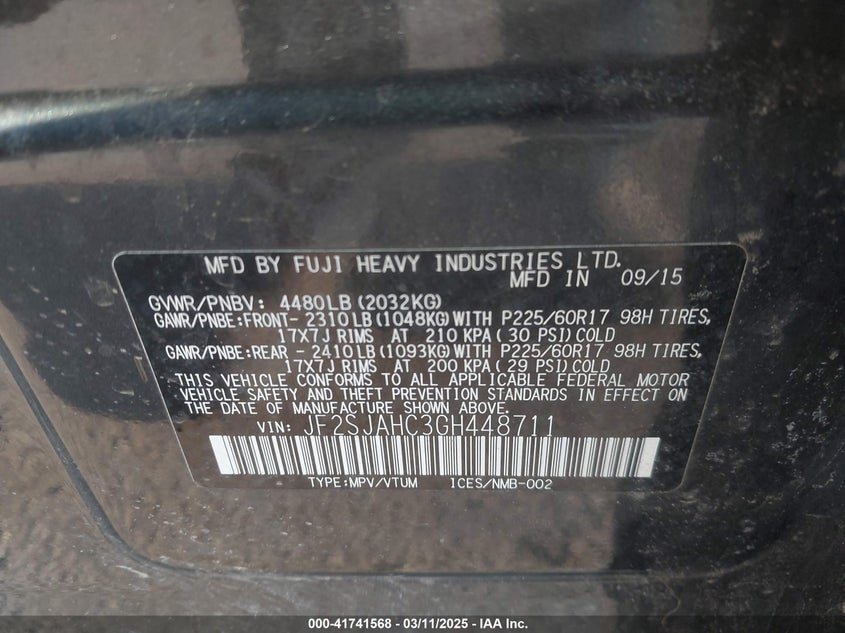 MFD BY FUJI HEAVY INDUSTRIES LTD.
MFD IN 09/15
GVWR/PNBV: 4480LB (2032KG)
GAWR/PNBE:FRONT- 2310LB (1048KG) WITH P225/60R17 98H TIRES,
17X7J RIMS AT 210 KPA (30 PSI) COLD
GAWR/PNBE:REAR - 2410LB (1093KG) WITH P225/60R17 98H TIRES,
17X7J RIMS AT 200 KPA (29 PSI) COLD
THIS VEHICLE CONFORMS TO ALL APPLICABLE FEDERAL MOTOR
VEHICLE SAFETY AND THEFT PREVENTION STANDARDS IN EFFECT ON
THE DATE OF MANUFACTURE SHOWN ABOVE.
VIN: JF2SJAHC3GH448711
TYPE:MPV/VTUM ICES/NMB-002
000-41741568 - 03/11/2025 - IAA Inc.